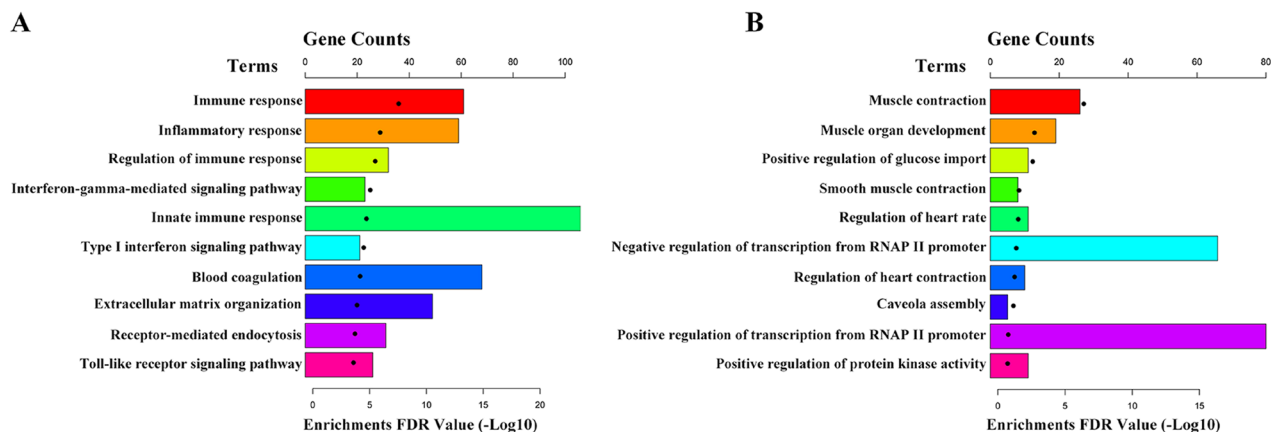 A
Gene Counts
Terms
0 20 40 60 80 100
Immune response
Inflammatory response
Regulation of immune response
Interferon-gamma-mediated signaling pathway
Innate immune response
Type I interferon signaling pathway
Blood coagulation
Extracellular matrix organization
Receptor-mediated endocytosis
Toll-like receptor signaling pathway
0 5 10 15 20
Enrichments FDR Value (-Log10)
B
Gene Counts
Terms
0 20 40 60 80
Muscle contraction
Muscle organ development
Positive regulation of glucose import
Smooth muscle contraction
Regulation of heart rate
Negative regulation of transcription from RNAP II promoter
Regulation of heart contraction
Caveola assembly
Positive regulation of transcription from RNAP II promoter
Positive regulation of protein kinase activity
0 5 10 15
Enrichments FDR Value (-Log10)